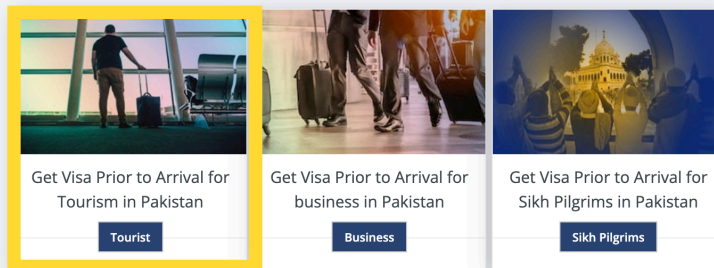 Get Visa Prior to Arrival for
Tourism in Pakistan
Tourist
Get Visa Prior to Arrival for
business in Pakistan
Business
Get Visa Prior to Arrival for
Sikh Pilgrims in Pakistan
Sikh Pilgrims